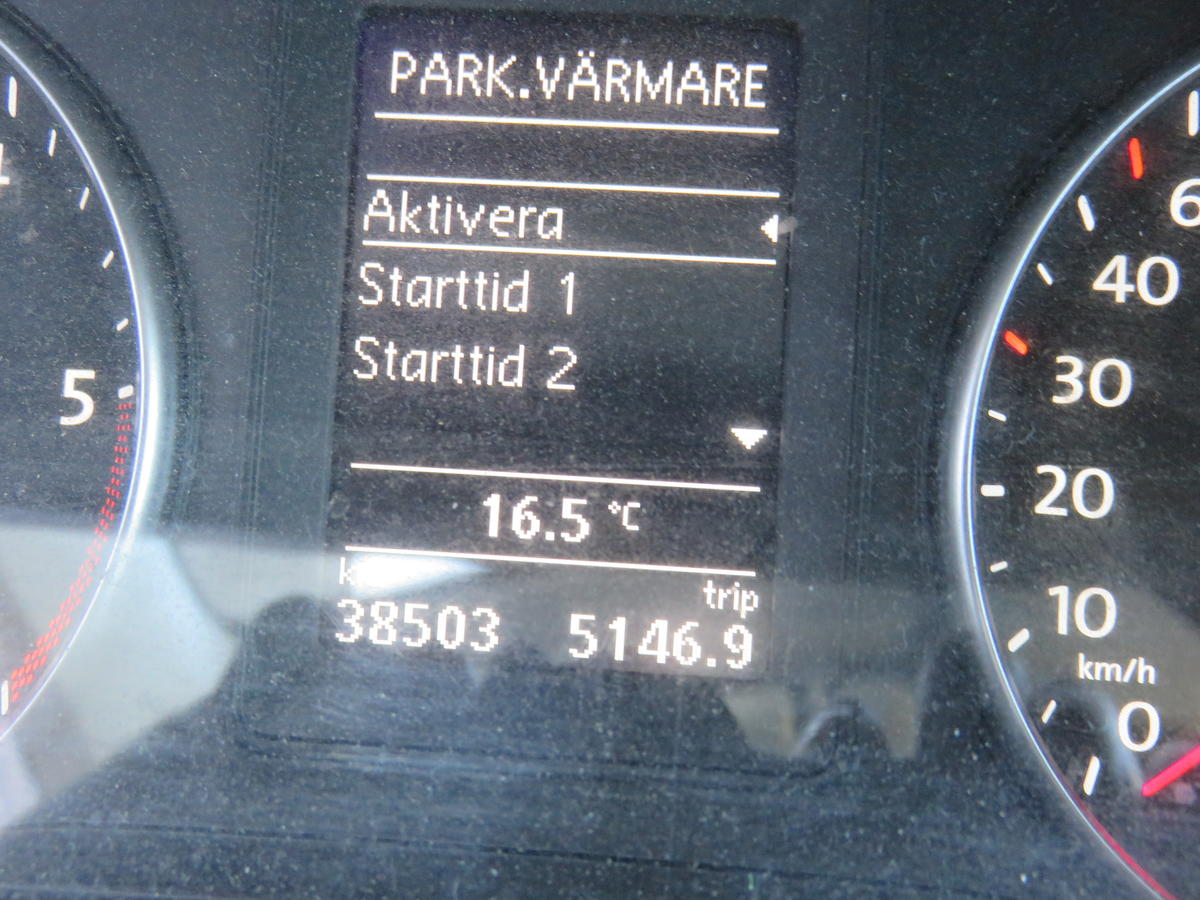 PARK.VÄRMARE
Aktivera
Starttid 1
Starttid 2
16.5 °C
trip
38503 5146.9
5
40
30
20
10
km/h
0